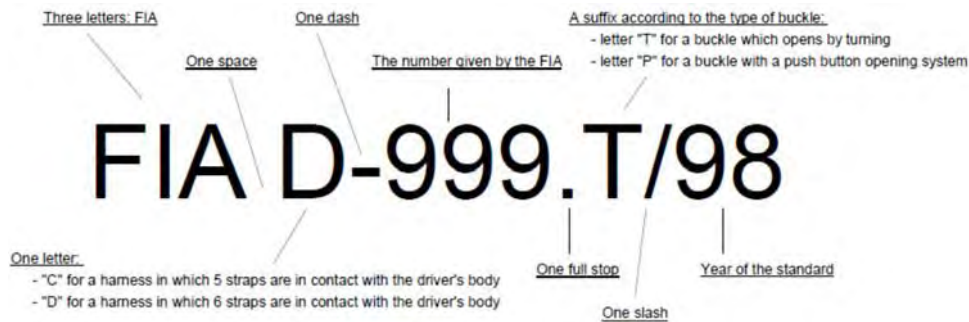 Three letters: FIA
One dash
A suffix according to the type of buckle:
- letter "T" for a buckle which opens by turning
- letter "P" for a buckle with a push button opening system
One space
The number given by the FIA
FIA D-999.T/98
One letter:
- "C" for a harness in which 5 straps are in contact with the driver's body
- "D" for a harness in which 6 straps are in contact with the driver's body
One full stop
Year of the standard
One slash